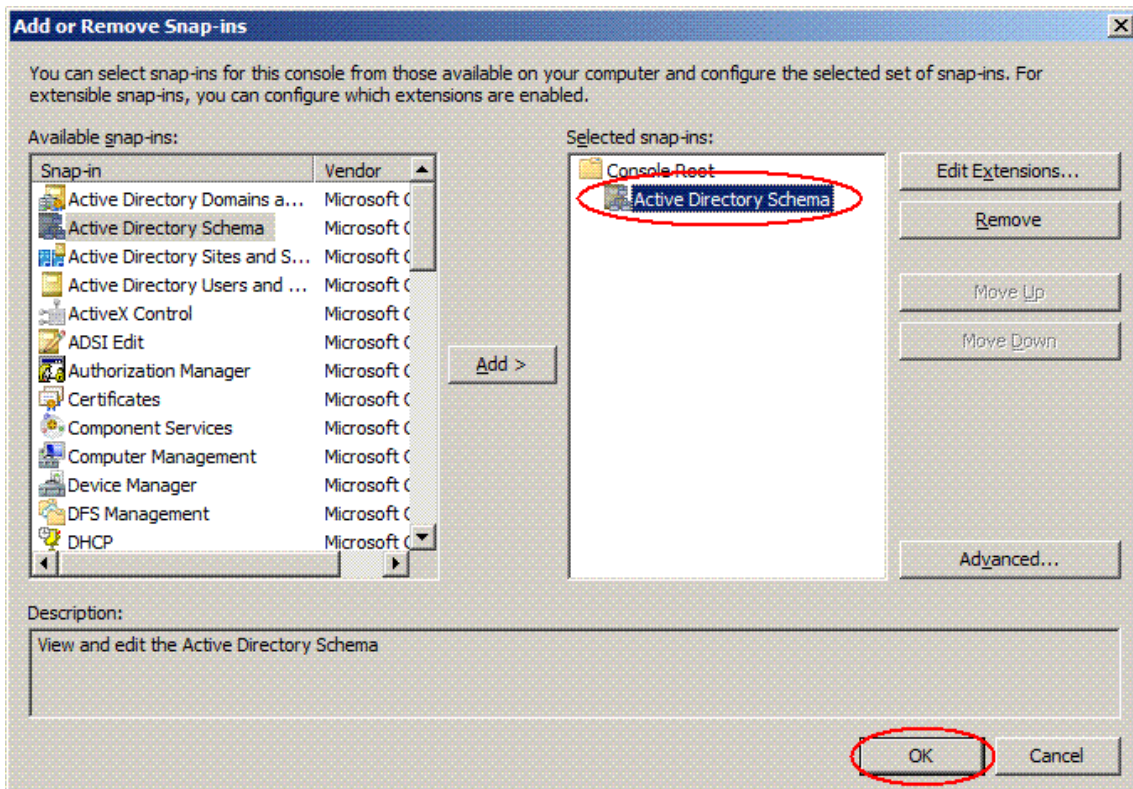 Add or Remove Snap-ins
You can select snap-ins for this console from those available on your computer and configure the selected set of snap-ins. For
extensible snap-ins, you can configure which extensions are enabled.
Available snap-ins:
Snap-in Vendor
Active Directory Domains a... Microsoft C
Active Directory Schema Microsoft C
Active Directory Sites and S... Microsoft C
Active Directory Users and ... Microsoft C
ActiveX Control Microsoft C
ADSI Edit Microsoft C
Authorization Manager Microsoft C
Certificates Microsoft C
Component Services Microsoft C
Computer Management Microsoft C
Device Manager Microsoft C
DFS Management Microsoft C
DHCP Microsoft C
Add >
Selected snap-ins:
Console Root
Active Directory Schema
Edit Extensions...
Remove
Move Up
Move Down
Advanced...
Description:
View and edit the Active Directory Schema
OK
Cancel